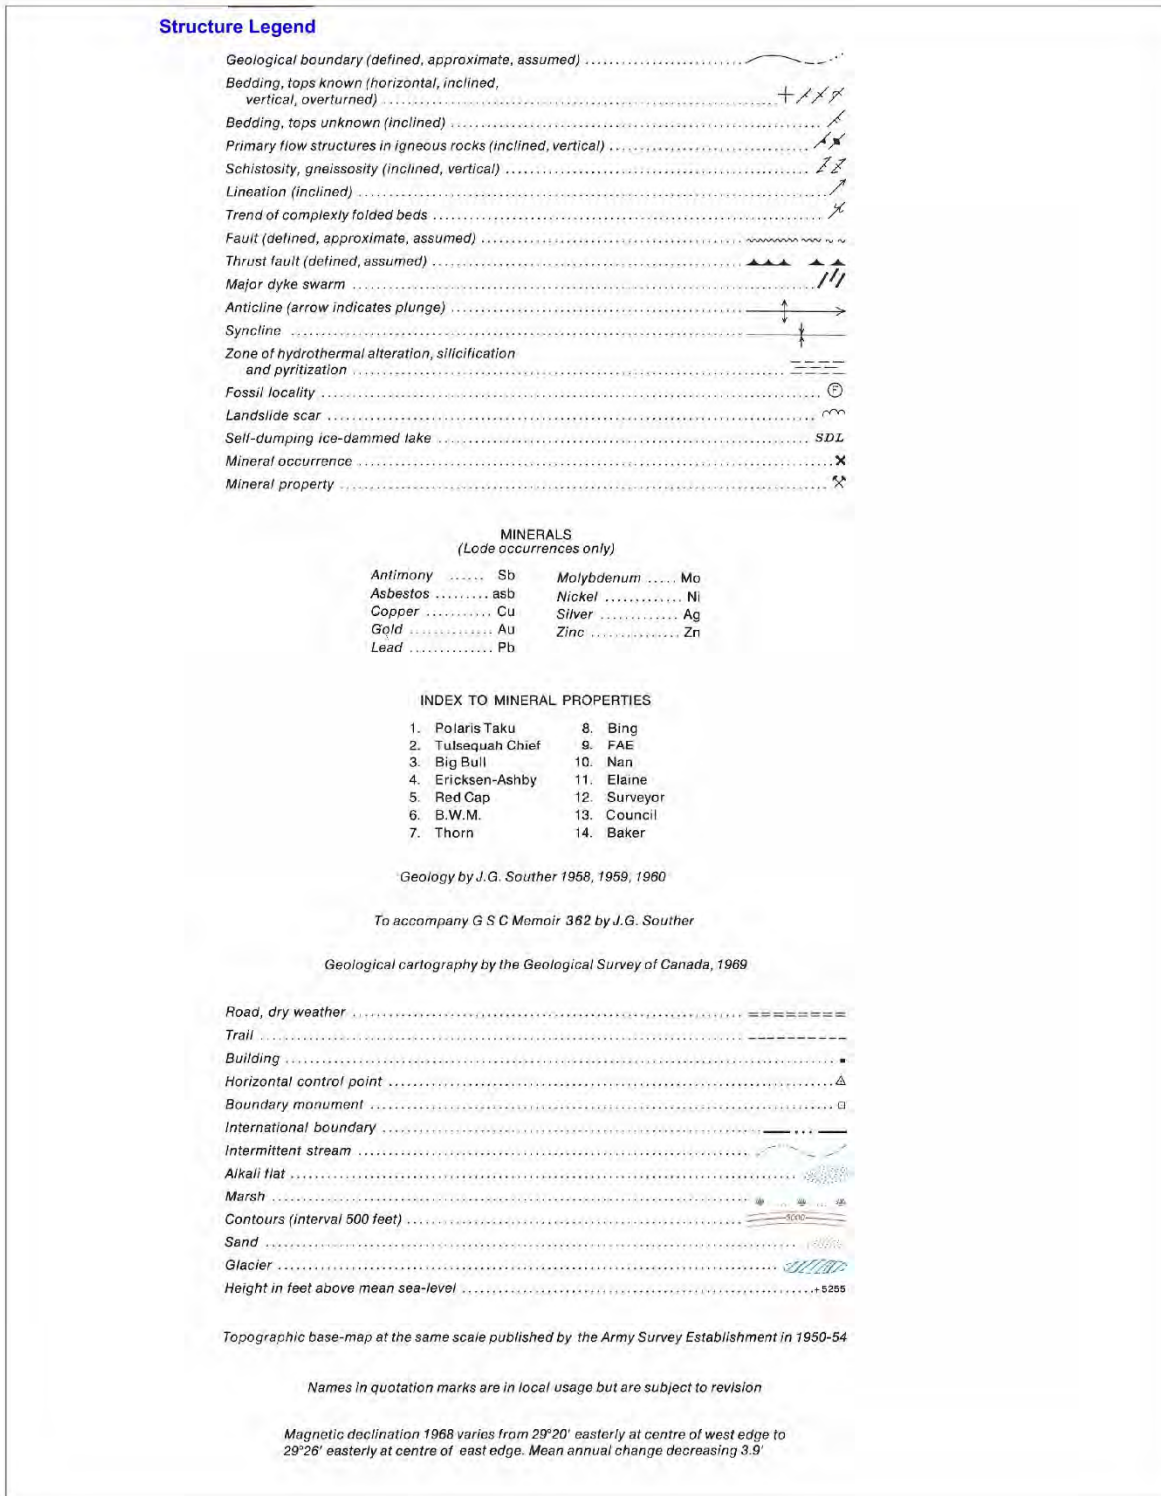 Structure Legend
Geological boundary (defined, approximate, assumed)
Bedding, tops known (horizontal, inclined,
vertical, overturned)
Bedding, tops unknown (inclined)
Primary flow structures in igneous rocks (inclined, vertical)
Schistosity, gneissosity (inclined, vertical)
Lineation (inclined)
Trend of complexly folded beds
Fault (defined, approximate, assumed)
Thrust fault (defined, assumed)
Major dyke swarm
Anticline (arrow indicates plunge)
Syncline
Zone of hydrothermal alteration, silicification
and pyritization
Fossil locality F
Landslide scar
Self-dumping ice-dammed lake SDL
Mineral occurrence
Mineral property
MINERALS
(Lode occurrences only)
Antimony ...... Sb
Asbestos ......... asb
Copper ........... Cu
Gold .............. Au
Lead .............. Pb
Molybdenum ..... Mo
Nickel ............. Ni
Silver ............. Ag
Zinc ............... Zn
INDEX TO MINERAL PROPERTIES
1. Polaris Taku
2. Tulsequah Chief
3. Big Bull
4. Ericksen-Ashby
5. Red Cap
6. B.W.M.
7. Thorn
8. Bing
9. FAE
10. Nan
11. Elaine
12. Surveyor
13. Council
14. Baker
Geology by J.G. Souther 1958, 1959, 1960
To accompany G S C Memoir 362 by J.G. Souther
Geological cartography by the Geological Survey of Canada, 1969
Road, dry weather
Trail
Building
Horizontal control point
Boundary monument
International boundary
Intermittent stream
Alkali flat
Marsh
Contours (interval 500 feet) 5000
Sand
Glacier
Height in feet above mean sea-level +5255
Topographic base-map at the same scale published by the Army Survey Establishment in 1950-54
Names in quotation marks are in local usage but are subject to revision
Magnetic declination 1968 varies from 29°20' easterly at centre of west edge to
29°26' easterly at centre of east edge. Mean annual change decreasing 3.9'